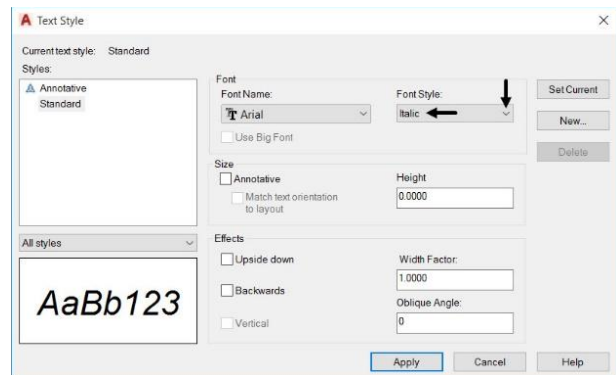 A Text Style
Current text style: Standard
Styles:
Annotative
Standard
All styles
AaBb123
Font
Font Name:
Arial
Use Big Font
Font Style:
Italic
Size
Annotative
Match text orientation
to layout
Height
0.0000
Effects
Upside down
Backwards
Vertical
Width Factor:
1.0000
Oblique Angle:
0
Set Current
New...
Delete
Apply
Cancel
Help